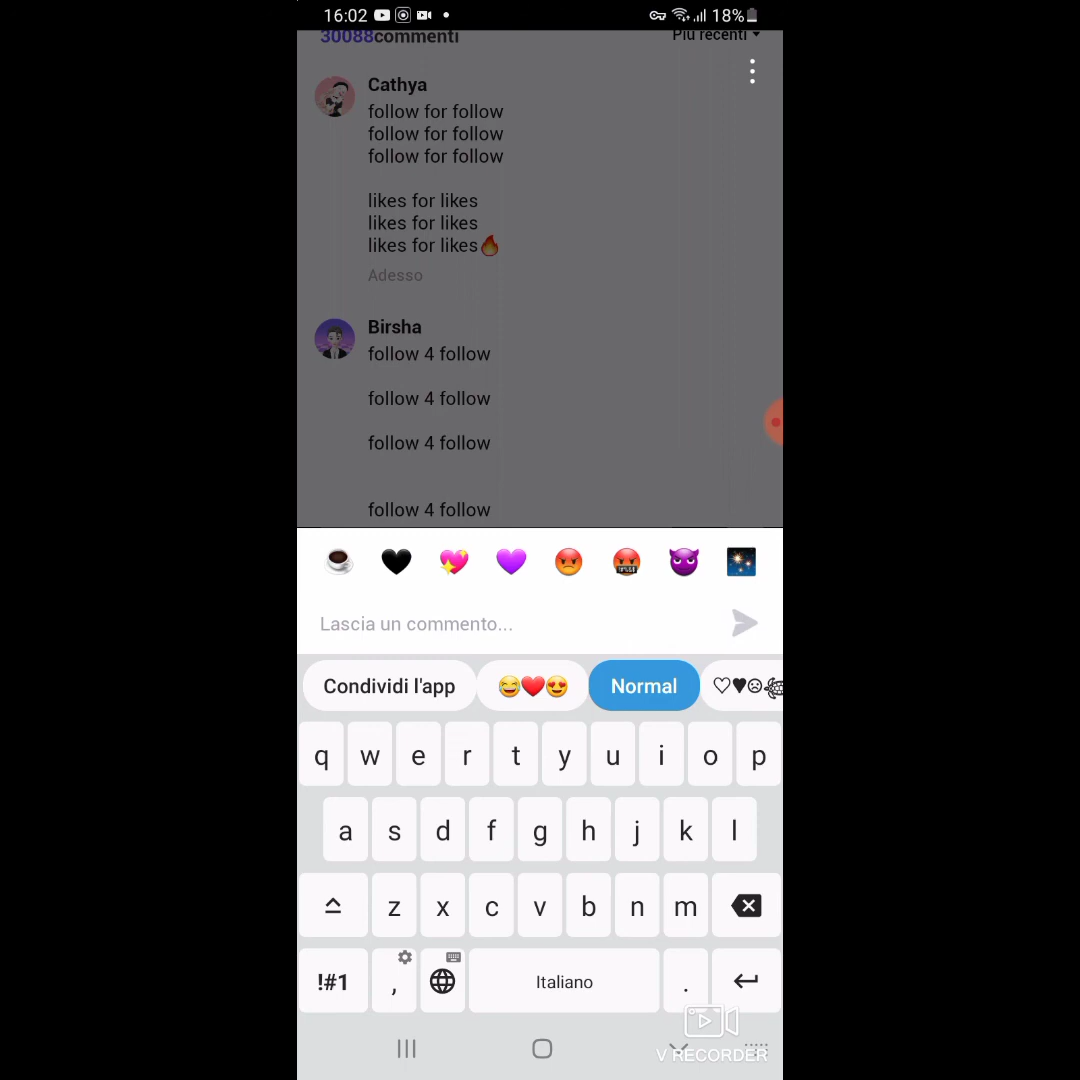 16:02 18%
30088commenti Più recenti
Cathya
follow for follow
follow for follow
follow for follow
likes for likes
likes for likes
likes for likes🔥
Adesso
Birsha
follow 4 follow
follow 4 follow
follow 4 follow
follow 4 follow
Lascia un commento...
Condividi l'app 😂❤️😍 Normal
q w e r t y u i o p
a s d f g h j k l
z x c v b n m
!#1 , Italiano .
V RECORDER